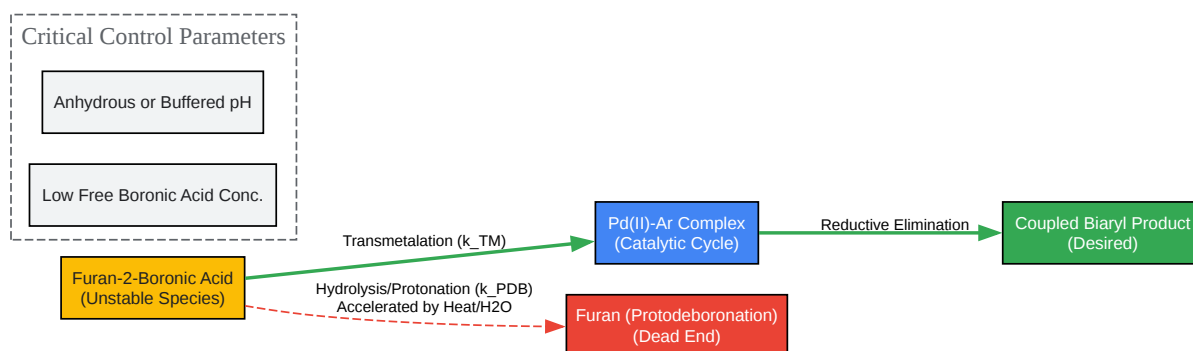 Critical Control Parameters
Anhydrous or Buffered pH
Low Free Boronic Acid Conc.
Furan-2-Boronic Acid
(Unstable Species)
Transmetalation (k_TM)
Hydrolysis/Protonation (k_PDB)
Accelerated by Heat/H2O
Pd(II)-Ar Complex
(Catalytic Cycle)
Furan (Protodeboronation)
(Dead End)
Reductive Elimination
Coupled Biaryl Product
(Desired)